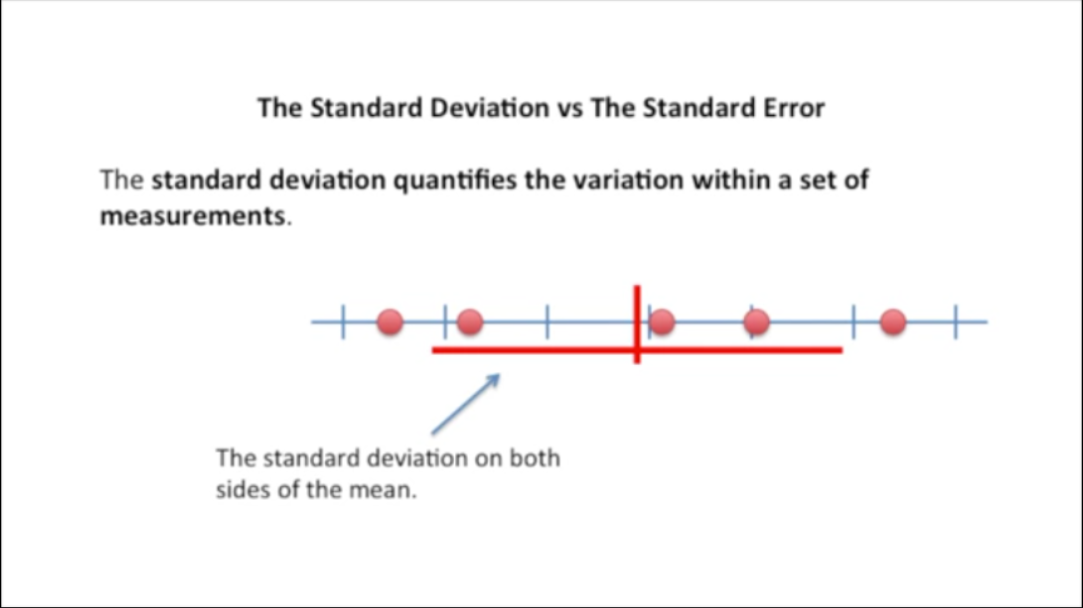 The Standard Deviation vs The Standard Error
The standard deviation quantifies the variation within a set of
measurements.
The standard deviation on both
sides of the mean.